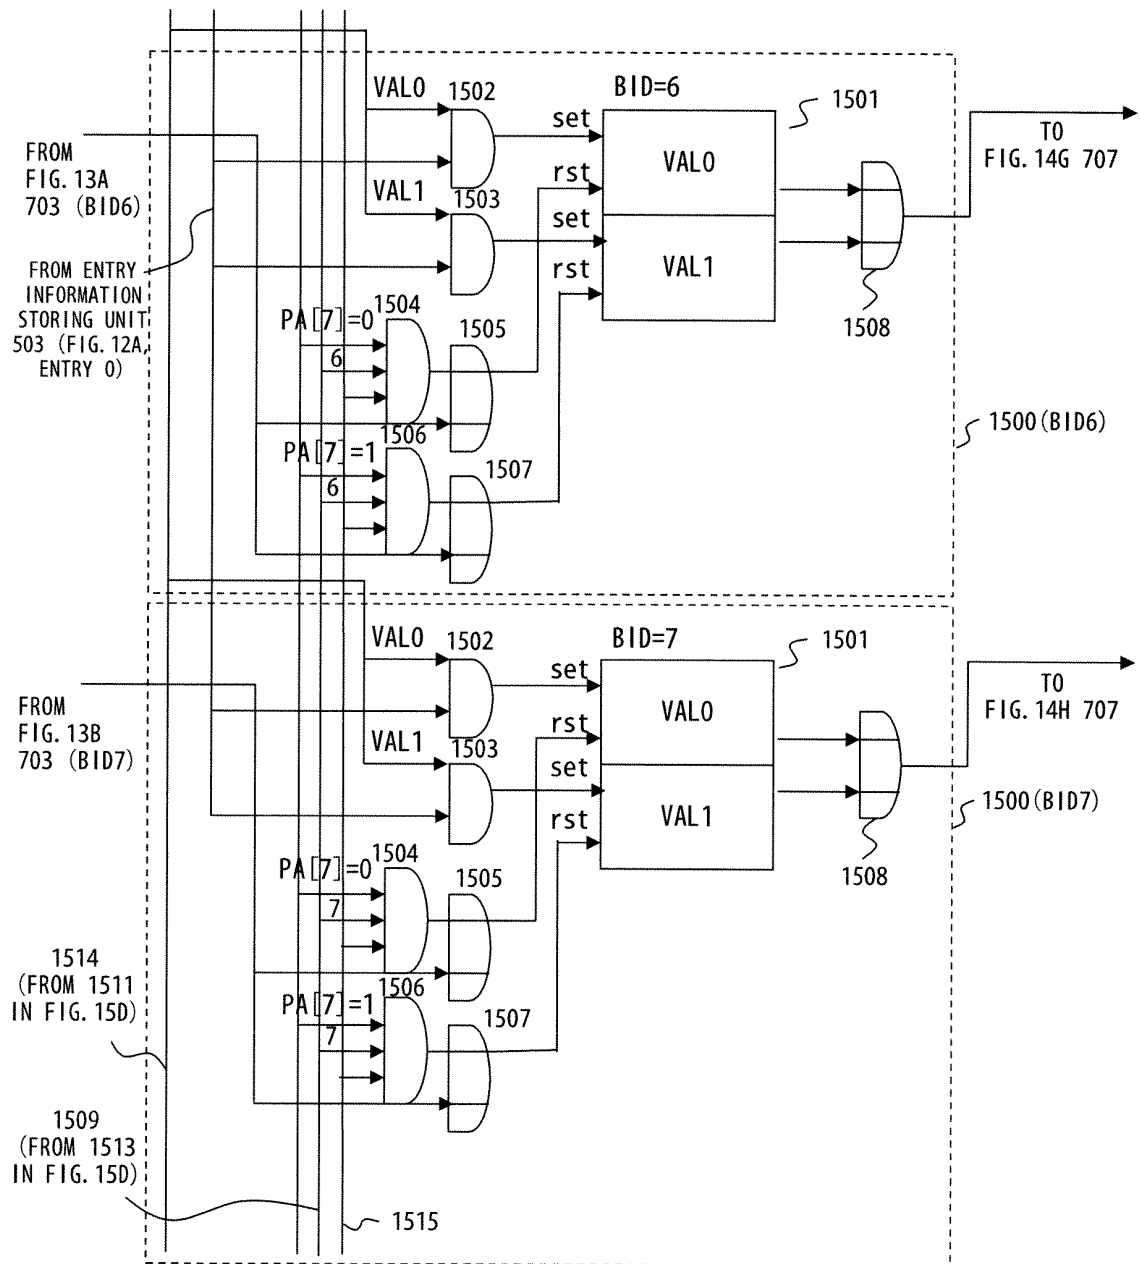 VAL0
1502
BID=6
1501
set
TO
FIG. 14G 707
FROM
FIG. 13A
703 (BID6)
VAL0
rst
VAL1
1503
set
FROM ENTRY
INFORMATION
STORING UNIT
503 (FIG. 12A,
ENTRY 0)
rst
VAL1
1504
PA[7]=0
1505
1508
6
1506
1500(BID6)
PA[7]=1
1507
6
VAL0
1502
BID=7
1501
set
TO
FIG. 14H 707
FROM
FIG. 13B
703 (BID7)
VAL0
rst
VAL1
1503
set
VAL1
1500(BID7)
rst
1504
PA[7]=0
1505
1508
7
1514
(FROM 1511
IN FIG. 15D)
1506
PA[7]=1
1507
7
1509
(FROM 1513
IN FIG. 15D)
1515